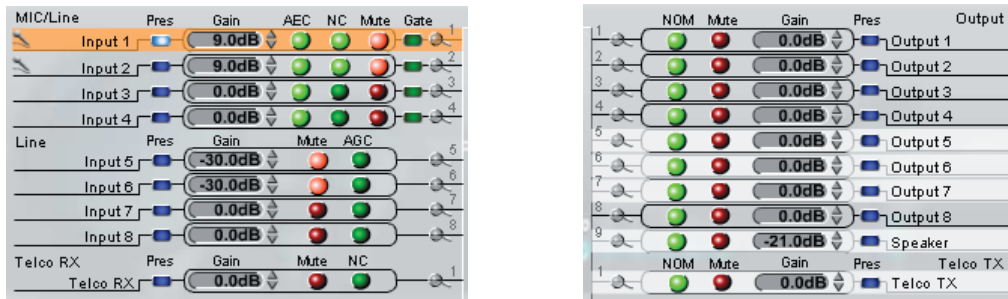 MIC/Line Pres Gain AEC NC Mute Gate
Input 1 9.0dB 1
Input 2 9.0dB 2
Input 3 0.0dB 3
Input 4 0.0dB 4
Line Pres Gain Mute AGC
Input 5 -30.0dB 5
Input 6 -30.0dB 6
Input 7 0.0dB 7
Input 8 0.0dB 8
Telco RX Pres Gain Mute NC
Telco RX 0.0dB 1
NOM Mute Gain Pres Output
1 0.0dB Output 1
2 0.0dB Output 2
3 0.0dB Output 3
4 0.0dB Output 4
5 0.0dB Output 5
6 0.0dB Output 6
7 0.0dB Output 7
8 0.0dB Output 8
9 -21.0dB Speaker
NOM Mute Gain Pres Telco TX
1 0.0dB Telco TX